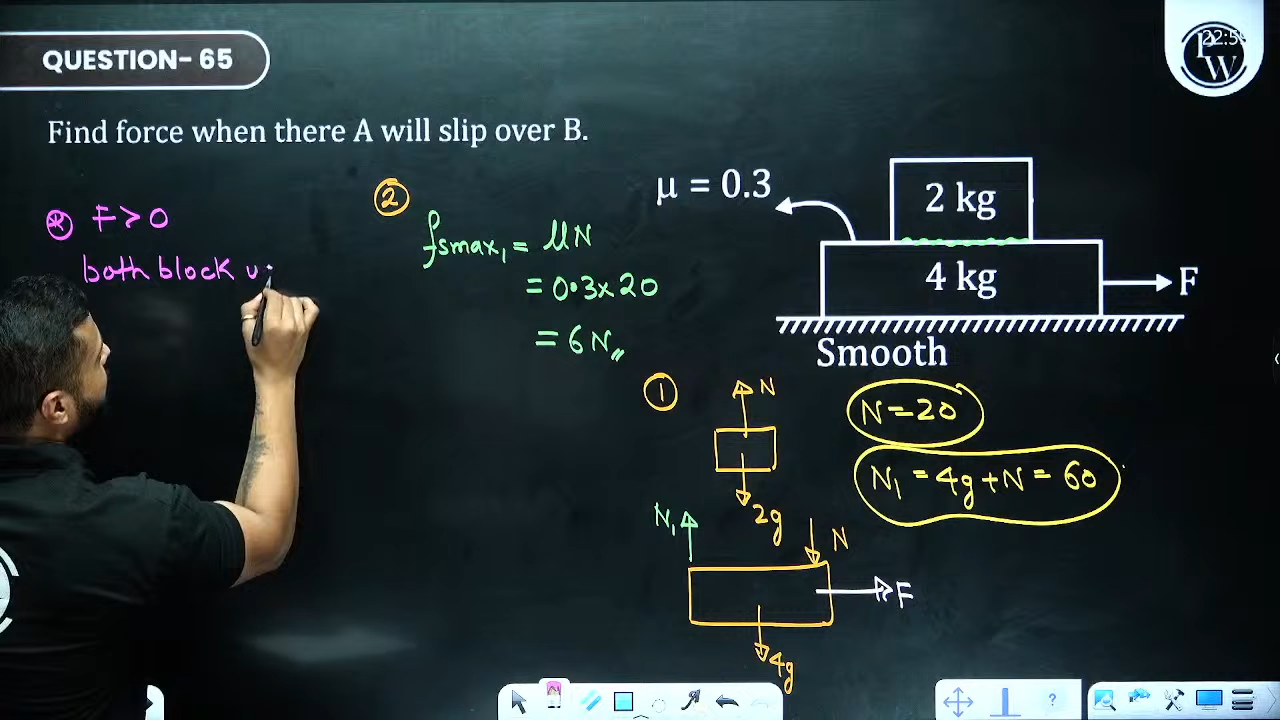 QUESTION- 65
Find force when there A will slip over B.
⊛ F > 0
both block
②
fsmax₁ = μN
= 0.3 x 20
= 6 N
μ = 0.3
2 kg
4 kg
F
Smooth
①
N
2g
N = 20
N₁ = 4g + N = 60
N₁
N
F
4g
PW